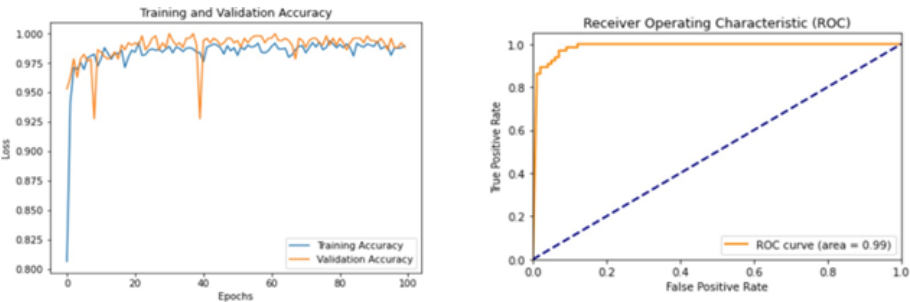 Training and Validation Accuracy
Loss
1.000
0.975
0.950
0.925
0.900
0.875
0.850
0.825
0.800
0 20 40 60 80 100
Epochs
Training Accuracy
Validation Accuracy
Receiver Operating Characteristic (ROC)
True Positive Rate
1.0
0.8
0.6
0.4
0.2
0.0
0.0 0.2 0.4 0.6 0.8 1.0
False Positive Rate
ROC curve (area = 0.99)